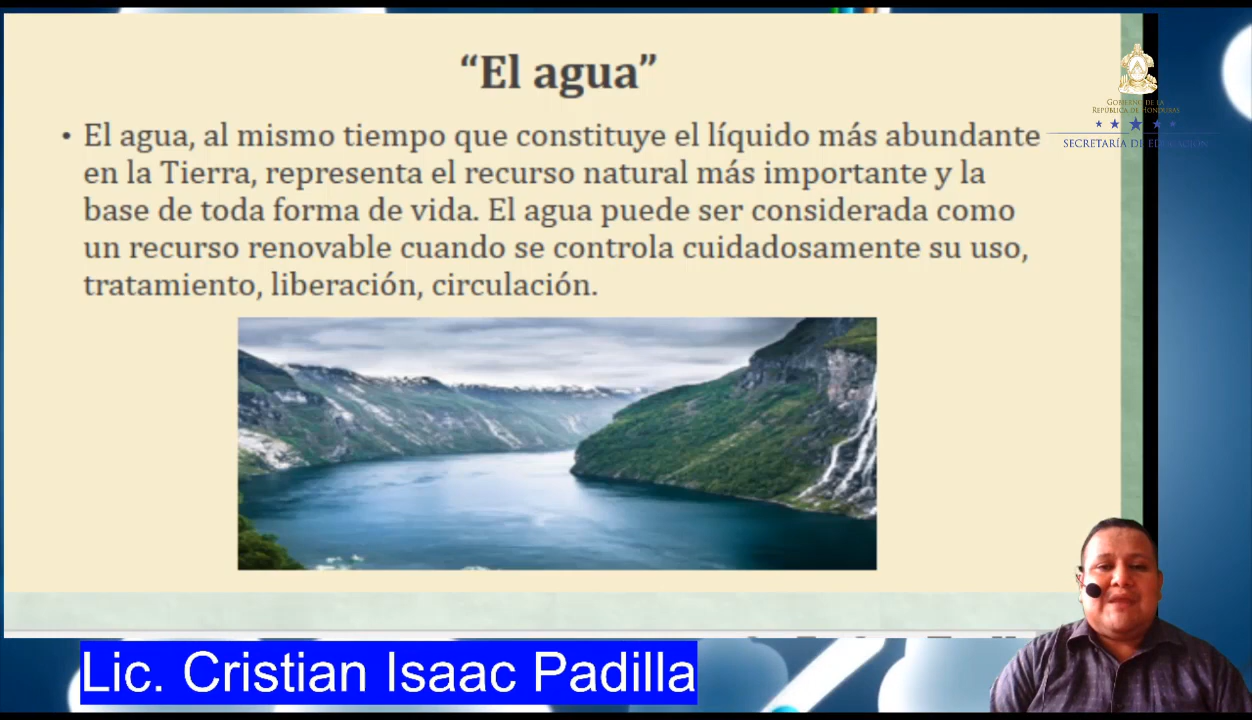 “El agua”
• El agua, al mismo tiempo que constituye el líquido más abundante
en la Tierra, representa el recurso natural más importante y la
base de toda forma de vida. El agua puede ser considerada como
un recurso renovable cuando se controla cuidadosamente su uso,
tratamiento, liberación, circulación.
GOBIERNO DE LA
REPÚBLICA DE HONDURAS
SECRETARÍA DE EDUCACIÓN
Lic. Cristian Isaac Padilla